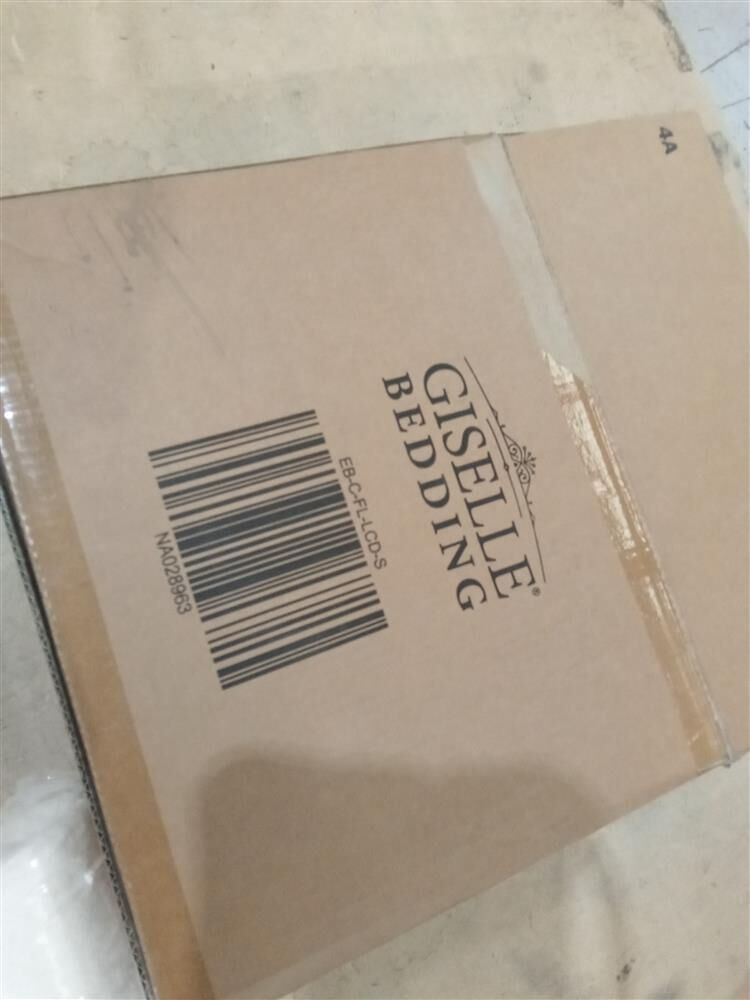 4A
GISELLE®
BEDDING
EB-C-FL-LCD-S
NA028963